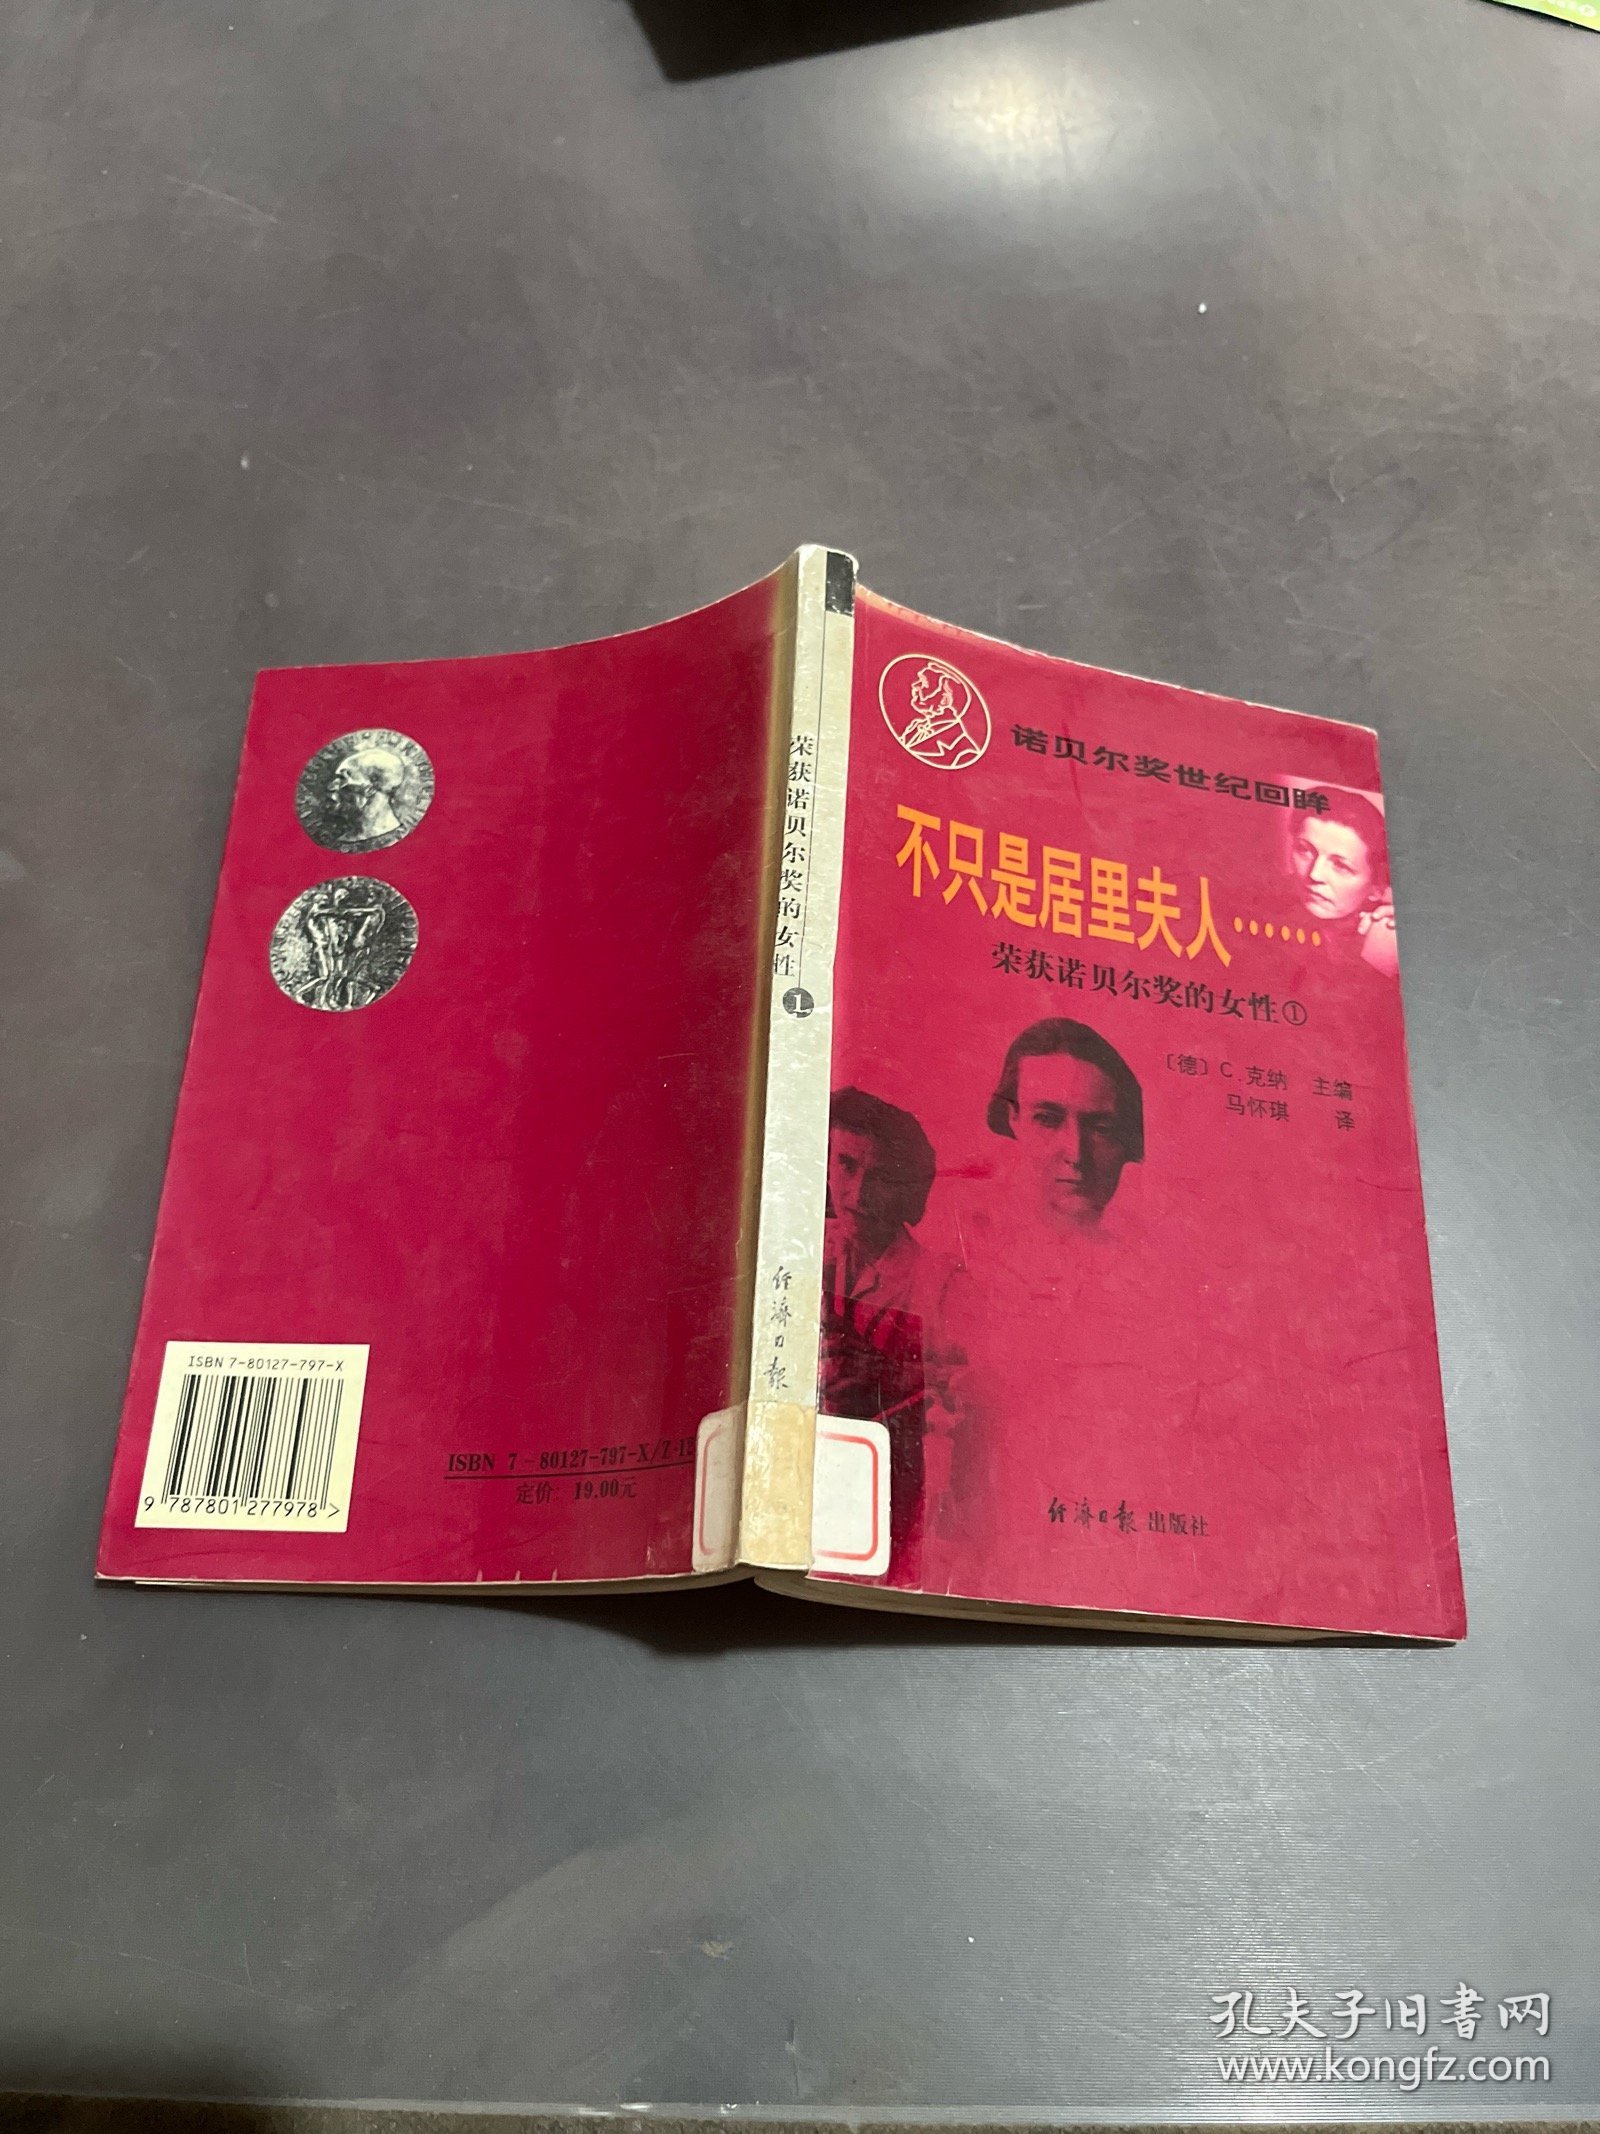 诺贝尔奖世纪回眸
不只是居里夫人……
荣获诺贝尔奖的女性①
〔德〕C.克纳 主编
马怀琪 译
经济日报出版社
荣获诺贝尔奖的女性
1
经济日报
ISBN 7-80127-797-X
9 787801 277978 >
ISBN 7-80127-797-X/Z·
定价: 19.00元
孔夫子旧书网
www.kongfz.com